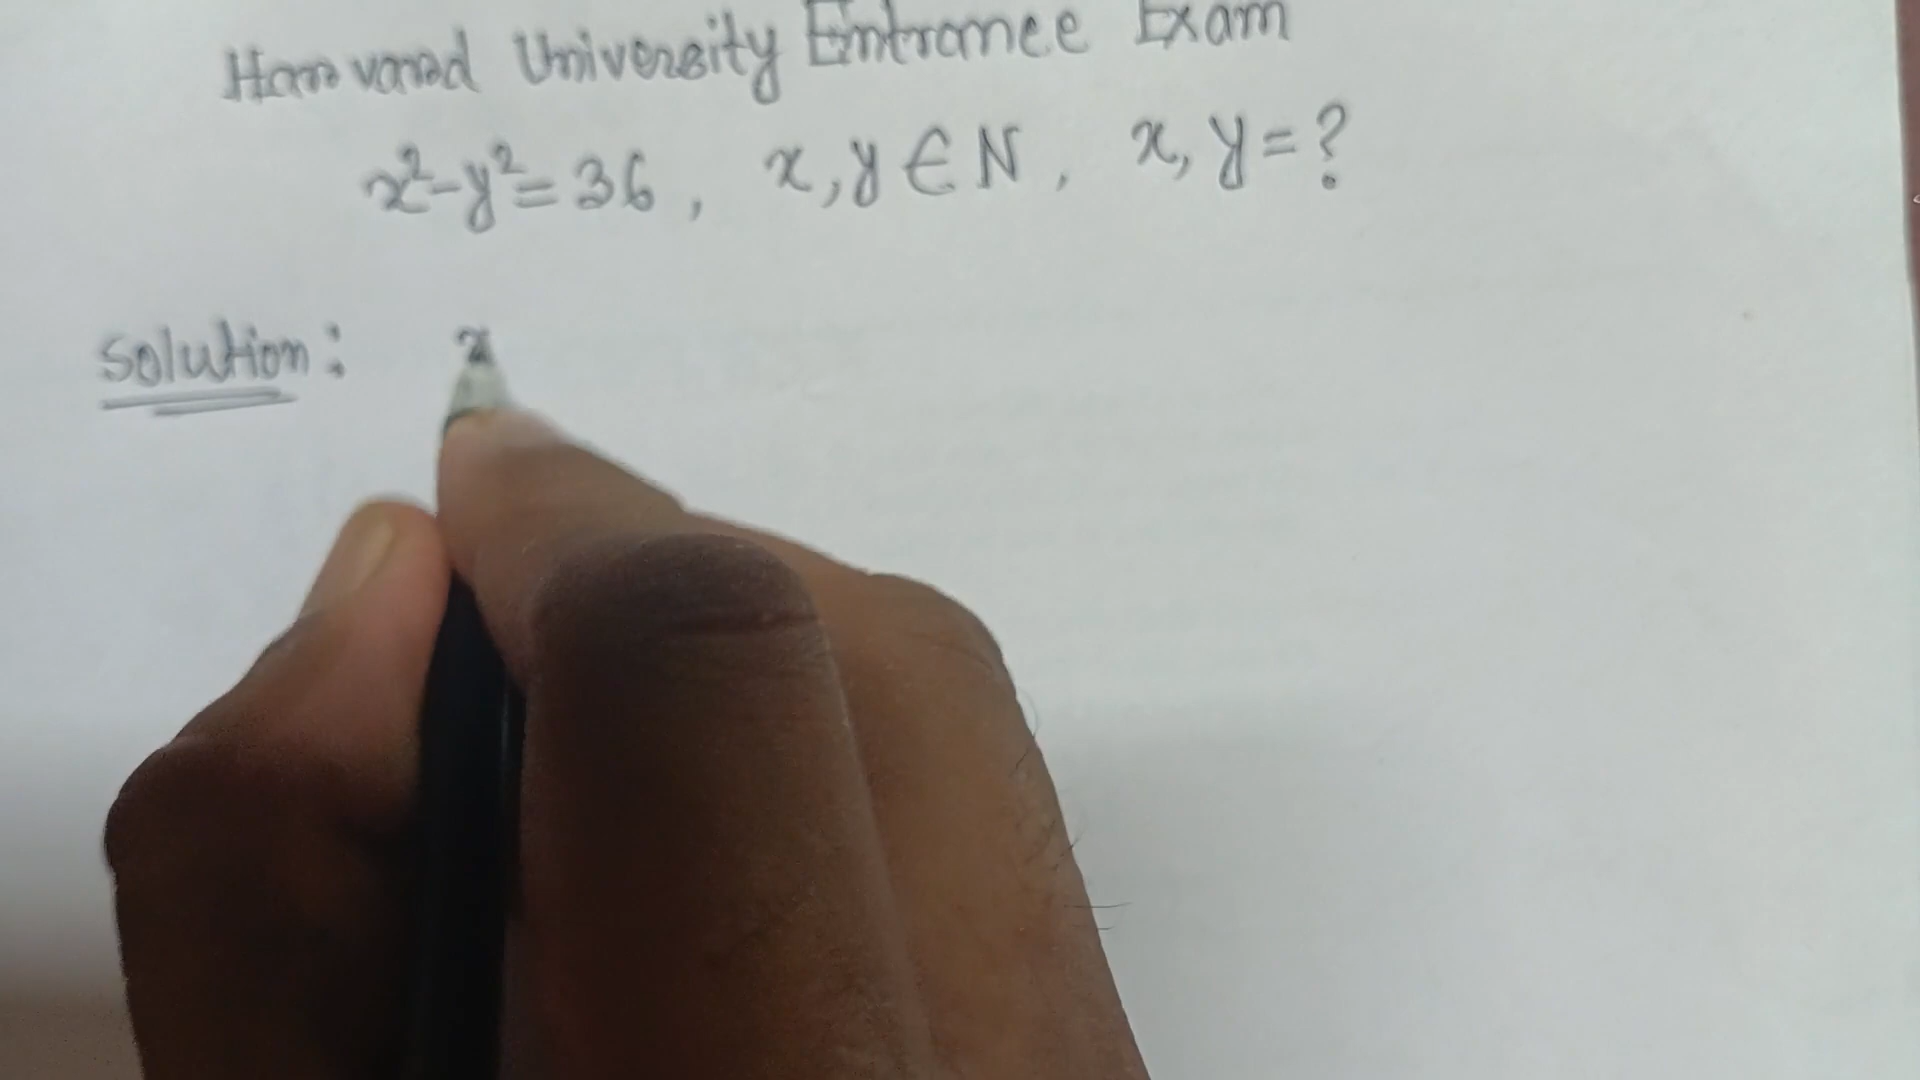 Harvard University Entrance Exam
x²-y²=36, x,y∈N, x,y=?
Solution: x